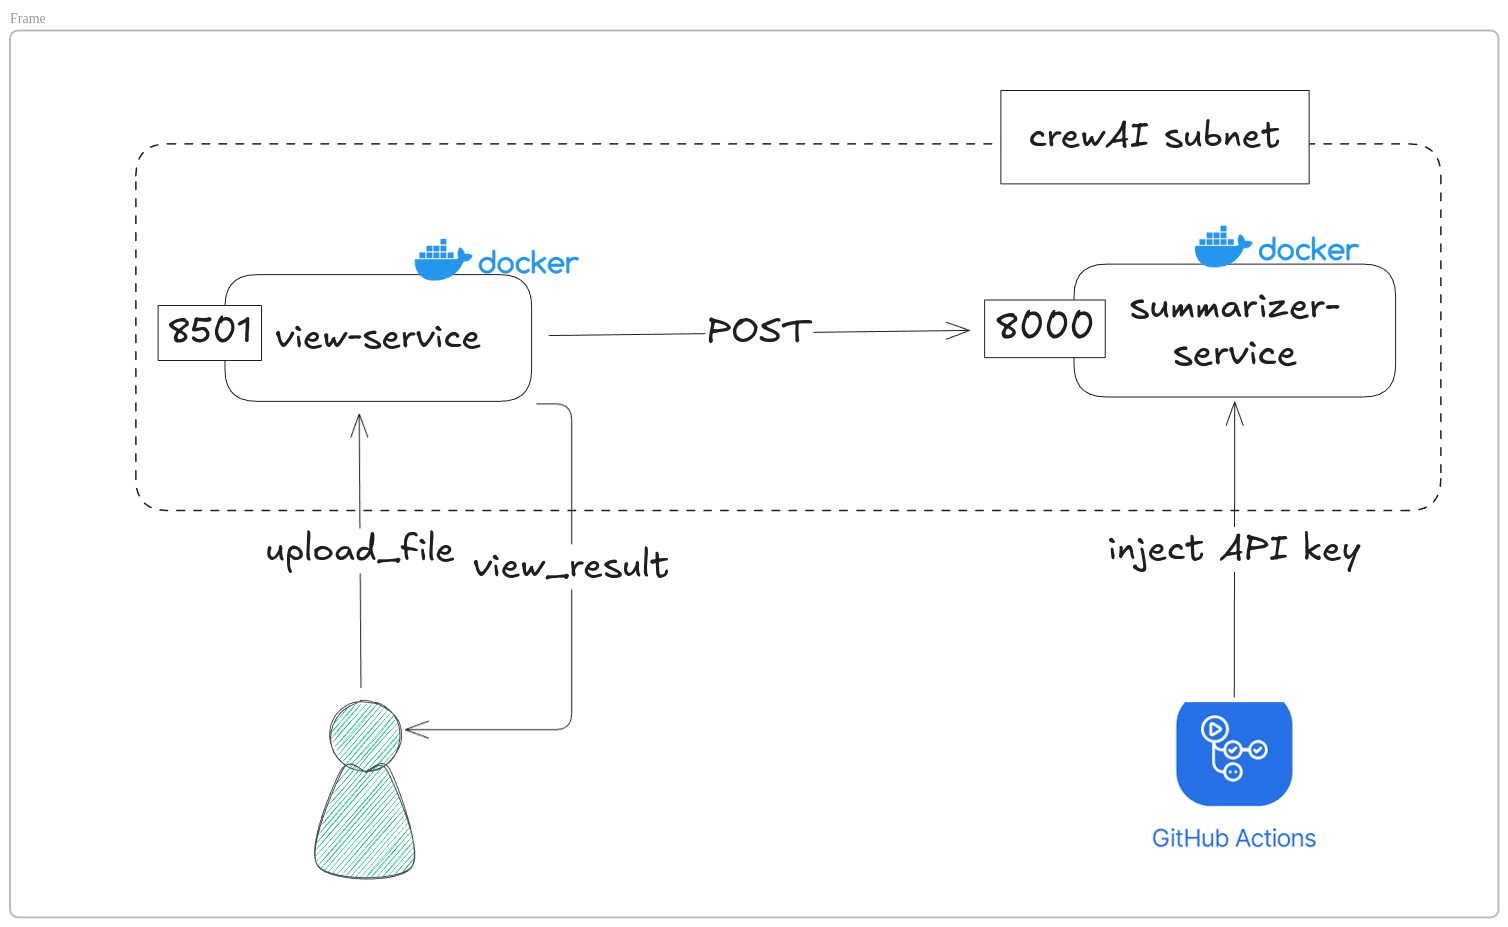 Frame
crewAI subnet
docker
docker
8501
view-service
POST
8000
summarizer-
service
upload_file
view_result
inject API key
GitHub Actions